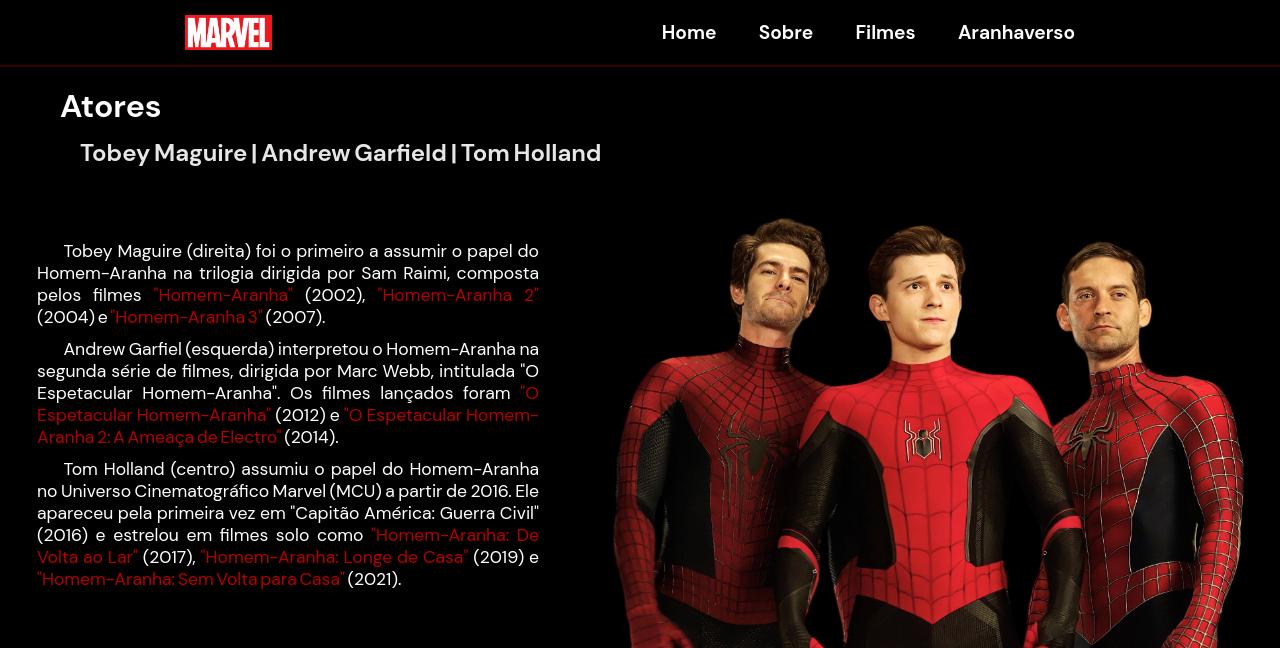 MARVEL
Home Sobre Filmes Aranhaverso
Atores
Tobey Maguire | Andrew Garfield | Tom Holland
Tobey Maguire (direita) foi o primeiro a assumir o papel do
Homem-Aranha na trilogia dirigida por Sam Raimi, composta
pelos filmes "Homem-Aranha" (2002), "Homem-Aranha 2"
(2004) e "Homem-Aranha 3" (2007).
Andrew Garfiel (esquerda) interpretou o Homem-Aranha na
segunda série de filmes, dirigida por Marc Webb, intitulada "O
Espetacular Homem-Aranha". Os filmes lançados foram "O
Espetacular Homem-Aranha" (2012) e "O Espetacular Homem-
Aranha 2: A Ameaça de Electro" (2014).
Tom Holland (centro) assumiu o papel do Homem-Aranha
no Universo Cinematográfico Marvel (MCU) a partir de 2016. Ele
apareceu pela primeira vez em "Capitão América: Guerra Civil"
(2016) e estrelou em filmes solo como "Homem-Aranha: De
Volta ao Lar" (2017), "Homem-Aranha: Longe de Casa" (2019) e
"Homem-Aranha: Sem Volta para Casa" (2021).